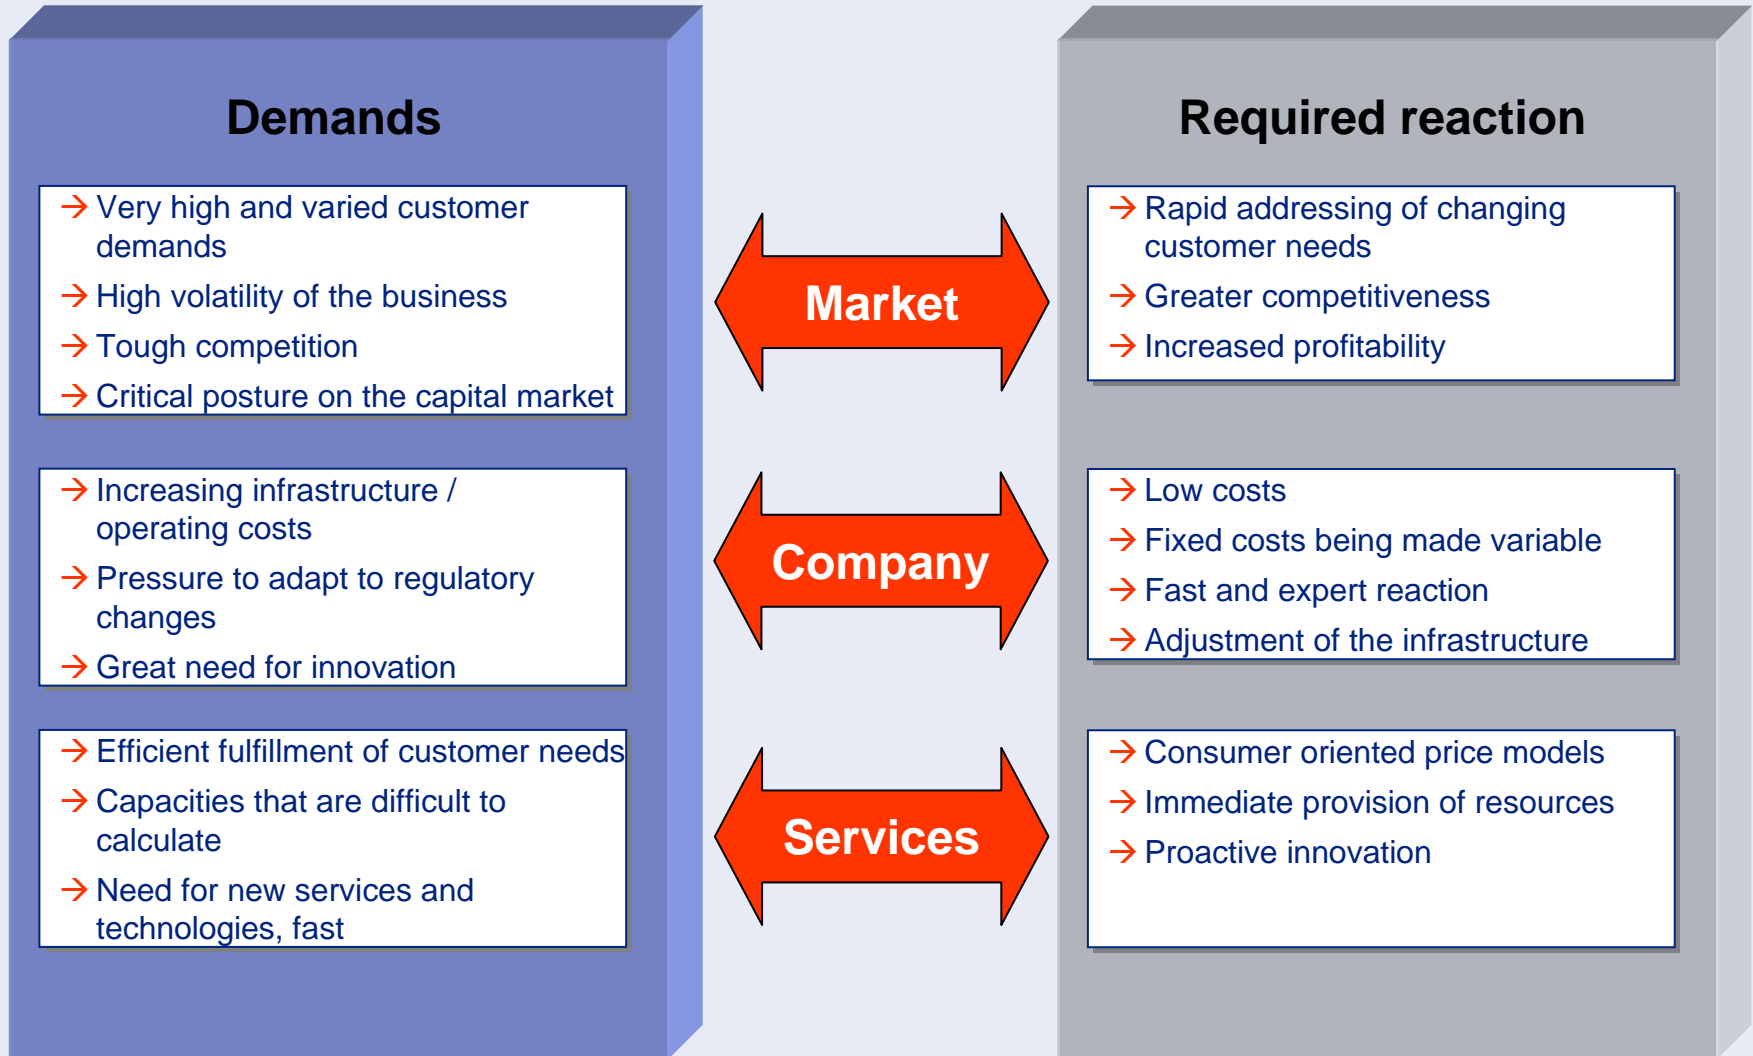 Demands
→ Very high and varied customer
demands
→ High volatility of the business
→ Tough competition
→ Critical posture on the capital market
→ Increasing infrastructure /
operating costs
→ Pressure to adapt to regulatory
changes
→ Great need for innovation
→ Efficient fulfillment of customer needs
→ Capacities that are difficult to
calculate
→ Need for new services and
technologies, fast
Market
Company
Services
Required reaction
→ Rapid addressing of changing
customer needs
→ Greater competitiveness
→ Increased profitability
→ Low costs
→ Fixed costs being made variable
→ Fast and expert reaction
→ Adjustment of the infrastructure
→ Consumer oriented price models
→ Immediate provision of resources
→ Proactive innovation